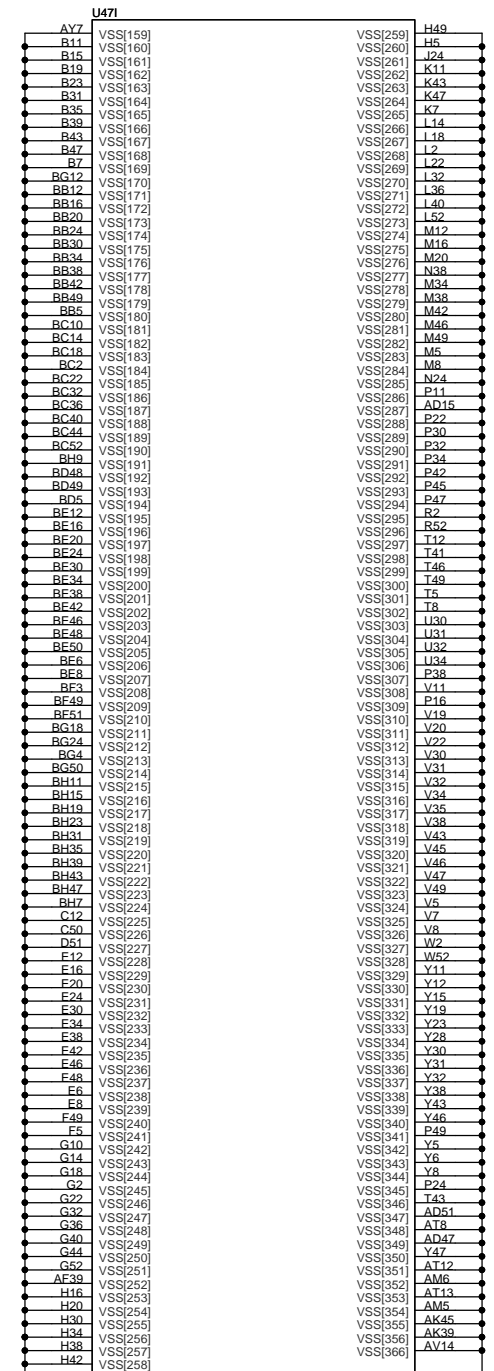 U47I
AY7 VSS[159] VSS[259] H49
B11 VSS[160] VSS[260] H5
B15 VSS[161] VSS[261] J24
B19 VSS[162] VSS[262] K11
B23 VSS[163] VSS[263] K43
B31 VSS[164] VSS[264] K47
B35 VSS[165] VSS[265] K7
B39 VSS[166] VSS[266] L14
B43 VSS[167] VSS[267] L18
B47 VSS[168] VSS[268] L2
B7 VSS[169] VSS[269] L22
BG12 VSS[170] VSS[270] L32
BB12 VSS[171] VSS[271] L36
BB16 VSS[172] VSS[272] L40
BB20 VSS[173] VSS[273] L52
BB24 VSS[174] VSS[274] M12
BB30 VSS[175] VSS[275] M16
BB34 VSS[176] VSS[276] M20
BB38 VSS[177] VSS[277] N38
BB42 VSS[178] VSS[278] M34
BB49 VSS[179] VSS[279] M38
BB5 VSS[180] VSS[280] M42
BC10 VSS[181] VSS[281] M46
BC14 VSS[182] VSS[282] M49
BC18 VSS[183] VSS[283] M5
BC2 VSS[184] VSS[284] M8
BC22 VSS[185] VSS[285] N24
BC32 VSS[186] VSS[286] P11
BC36 VSS[187] VSS[287] AD15
BC40 VSS[188] VSS[288] P22
BC44 VSS[189] VSS[289] P30
BC52 VSS[190] VSS[290] P32
BH9 VSS[191] VSS[291] P34
BD48 VSS[192] VSS[292] P42
BD49 VSS[193] VSS[293] P45
BD5 VSS[194] VSS[294] P47
BE12 VSS[195] VSS[295] R2
BE16 VSS[196] VSS[296] R52
BE20 VSS[197] VSS[297] T12
BE24 VSS[198] VSS[298] T41
BE30 VSS[199] VSS[299] T46
BE34 VSS[200] VSS[300] T49
BE38 VSS[201] VSS[301] T5
BE42 VSS[202] VSS[302] T8
BE46 VSS[203] VSS[303] U30
BE48 VSS[204] VSS[304] U31
BE50 VSS[205] VSS[305] U32
BE6 VSS[206] VSS[306] U34
BE8 VSS[207] VSS[307] P38
BF3 VSS[208] VSS[308] V11
BF49 VSS[209] VSS[309] P16
BF51 VSS[210] VSS[310] V19
BG18 VSS[211] VSS[311] V20
BG24 VSS[212] VSS[312] V22
BG4 VSS[213] VSS[313] V30
BG50 VSS[214] VSS[314] V31
BH11 VSS[215] VSS[315] V32
BH15 VSS[216] VSS[316] V34
BH19 VSS[217] VSS[317] V35
BH23 VSS[218] VSS[318] V38
BH31 VSS[219] VSS[319] V43
BH35 VSS[220] VSS[320] V45
BH39 VSS[221] VSS[321] V46
BH43 VSS[222] VSS[322] V47
BH47 VSS[223] VSS[323] V49
BH7 VSS[224] VSS[324] V5
C12 VSS[225] VSS[325] V7
C50 VSS[226] VSS[326] V8
D51 VSS[227] VSS[327] W2
E12 VSS[228] VSS[328] W52
E16 VSS[229] VSS[329] Y11
E20 VSS[230] VSS[330] Y12
E24 VSS[231] VSS[331] Y15
E30 VSS[232] VSS[332] Y19
E34 VSS[233] VSS[333] Y23
E38 VSS[234] VSS[334] Y28
E42 VSS[235] VSS[335] Y30
E46 VSS[236] VSS[336] Y31
E48 VSS[237] VSS[337] Y32
E6 VSS[238] VSS[338] Y38
E8 VSS[239] VSS[339] Y43
F49 VSS[240] VSS[340] Y46
F5 VSS[241] VSS[341] P49
G10 VSS[242] VSS[342] Y5
G14 VSS[243] VSS[343] Y6
G18 VSS[244] VSS[344] Y8
G2 VSS[245] VSS[345] P24
G22 VSS[246] VSS[346] T43
G32 VSS[247] VSS[347] AD51
G36 VSS[248] VSS[348] AT8
G40 VSS[249] VSS[349] AD47
G44 VSS[250] VSS[350] Y47
G52 VSS[251] VSS[351] AT12
AF39 VSS[252] VSS[352] AM6
H16 VSS[253] VSS[353] AT13
H20 VSS[254] VSS[354] AM5
H30 VSS[255] VSS[355] AK45
H34 VSS[256] VSS[356] AK39
H38 VSS[257] VSS[366] AV14
H42 VSS[258]